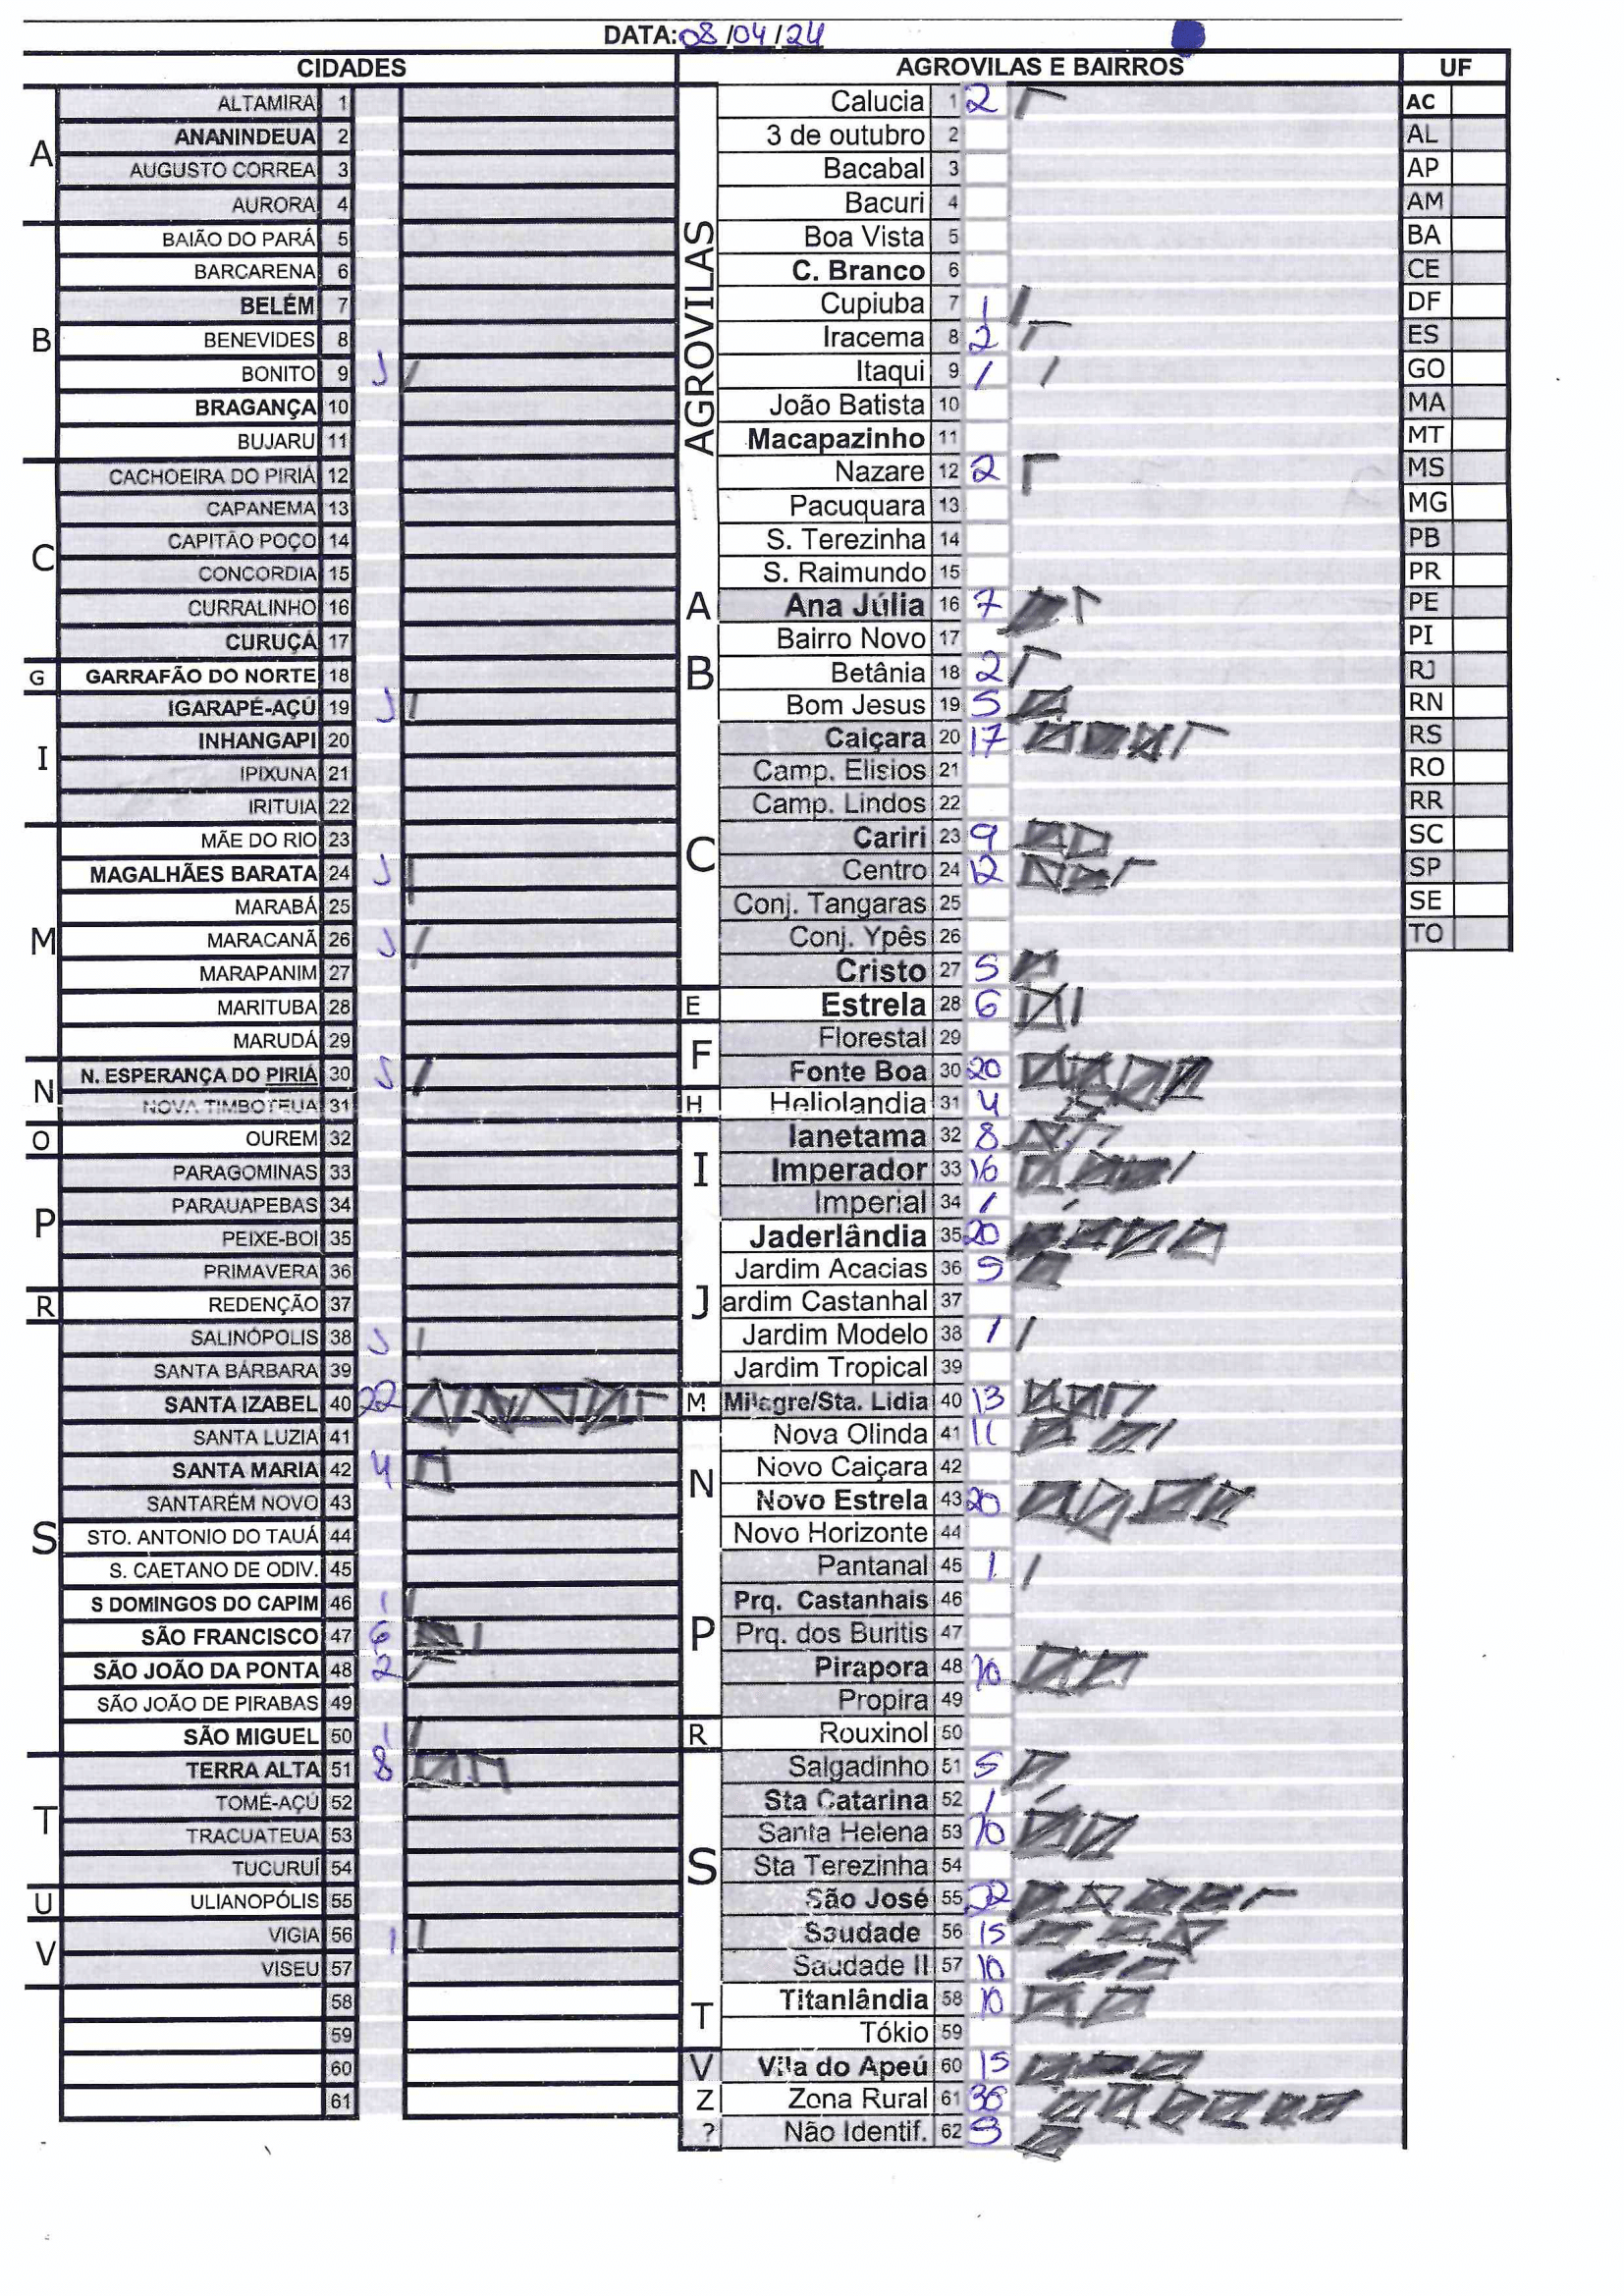 DATA: 08/04/24
CIDADES
A
ALTAMIRA 1
ANANINDEUA 2
AUGUSTO CORREA 3
AURORA 4
B
BAIÃO DO PARÁ 5
BARCARENA 6
BELÉM 7
BENEVIDES 8
BONITO 9
BRAGANÇA 10
BUJARU 11
C
CACHOEIRA DO PIRIÁ 12
CAPANEMA 13
CAPITÃO POÇO 14
CONCORDIA 15
CURRALINHO 16
CURUÇÁ 17
G
GARRAFÃO DO NORTE 18
I
IGARAPÉ-AÇÚ 19
INHANGAPI 20
IPIXUNA 21
IRITUIA 22
M
MÃE DO RIO 23
MAGALHÃES BARATA 24
MARABÁ 25
MARACANÃ 26
MARAPANIM 27
MARITUBA 28
MARUDÁ 29
N
N. ESPERANÇA DO PIRIÁ 30
NOVA TIMBOTEUA 31
O
OUREM 32
P
PARAGOMINAS 33
PARAUAPEBAS 34
PEIXE-BOI 35
PRIMAVERA 36
R
REDENÇÃO 37
S
SALINÓPOLIS 38
SANTA BÁRBARA 39
SANTA IZABEL 40 22
SANTA LUZIA 41
SANTA MARIA 42 4
SANTARÉM NOVO 43
STO. ANTONIO DO TAUÁ 44
S. CAETANO DE ODIV. 45
S DOMINGOS DO CAPIM 46 1
SÃO FRANCISCO 47 6
SÃO JOÃO DA PONTA 48 2
SÃO JOÃO DE PIRABAS 49
SÃO MIGUEL 50 1
T
TERRA ALTA 51 8
TOMÉ-AÇÚ 52
TRACUATEUA 53
TUCURUÍ 54
U
ULIANOPÓLIS 55
V
VIGIA 56 1
VISEU 57
58
59
60
61
AGROVILAS E BAIRROS
AGROVILAS
Calucia 1 2
3 de outubro 2
Bacabal 3
Bacuri 4
Boa Vista 5
C. Branco 6
Cupiuba 7 1
Iracema 8 2
Itaqui 9 1
João Batista 10
Macapazinho 11
Nazare 12 2
Pacuquara 13
S. Terezinha 14
S. Raimundo 15
A
Ana Júlia 16 7
B
Bairro Novo 17
Betânia 18 2
Bom Jesus 19 5
C
Caiçara 20 17
Camp. Elisios 21
Camp. Lindos 22
Cariri 23 9
Centro 24 12
Conj. Tangaras 25
Conj. Ypês 26
Cristo 27 5
E
Estrela 28 6
F
Florestal 29
Fonte Boa 30 20
H
Heliolandia 31 4
I
Ianetama 32 8
Imperador 33 16
Imperial 34 1
J
Jaderlândia 35 20
Jardim Acacias 36 5
ardim Castanhal 37
Jardim Modelo 38 1
Jardim Tropical 39
M
Milagre/Sta. Lidia 40 13
N
Nova Olinda 41 11
Novo Caiçara 42
Novo Estrela 43 20
Novo Horizonte 44
P
Pantanal 45 1
Prq. Castanhais 46
Prq. dos Buritis 47
Pirapora 48 10
Propira 49
R
Rouxinol 50
S
Salgadinho 51 5
Sta Catarina 52 1
Santa Helena 53 10
Sta Terezinha 54
São José 55 22
Saudade 56 15
Saudade II 57 10
T
Titanlândia 58 10
Tókio 59
V
Vila do Apeú 60 15
Z
Zona Rural 61
?
Não Identif. 62
UF
AC
AL
AP
AM
BA
CE
DF
ES
GO
MA
MT
MS
MG
PB
PR
PE
PI
RJ
RN
RS
RO
RR
SC
SP
SE
TO